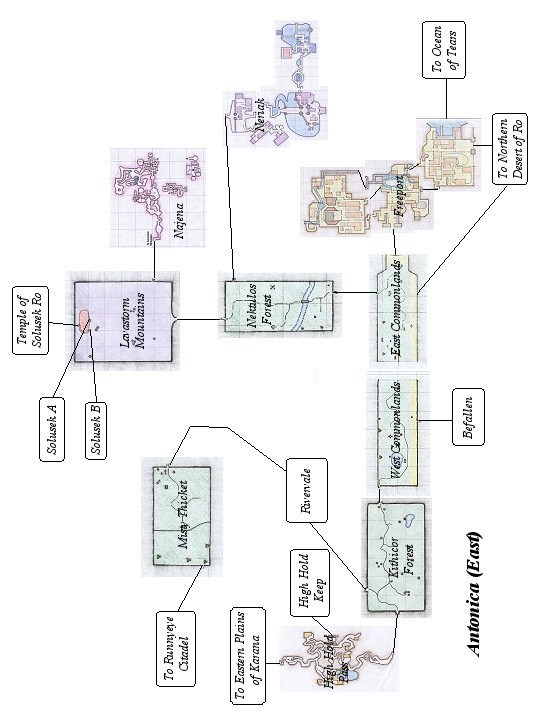 Temple of
Solusek Ro
Solusek A
Solusek B
Lavastorm
Mountains
Najena
To Runnyeye
Citadel
Misty Thicket
To Eastern Plains
of Karana
Nektulos
Forest
Neriak
High Hold
Keep
Rivervale
High Hold
Pass
Kithicor
Forest
West Commonlands
East Commonlands
Freeport
To Ocean
of Tears
Befallen
To Northern
Desert of Ro
Antonica (East)